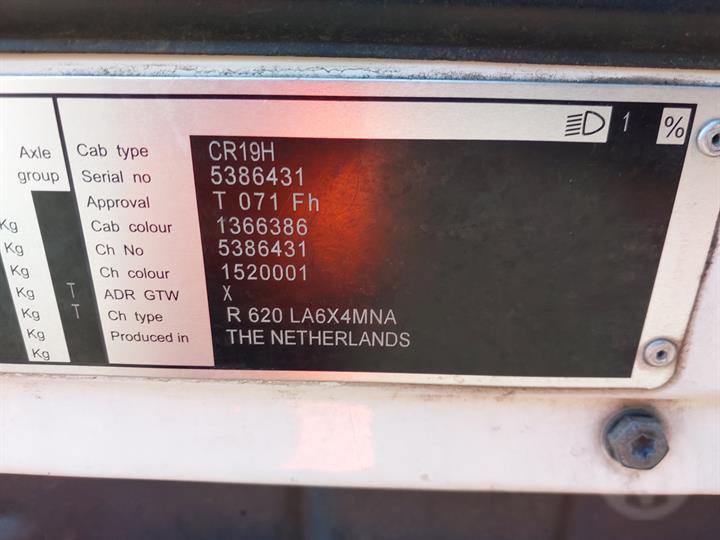 1 %
Axle group
Cab type CR19H
Serial no 5386431
Approval T 071 Fh
Kg Cab colour 1366386
Kg Ch No 5386431
Kg Ch colour 1520001
Kg T ADR GTW X
Kg T Ch type R 620 LA6X4MNA
Kg Produced in THE NETHERLANDS
Kg